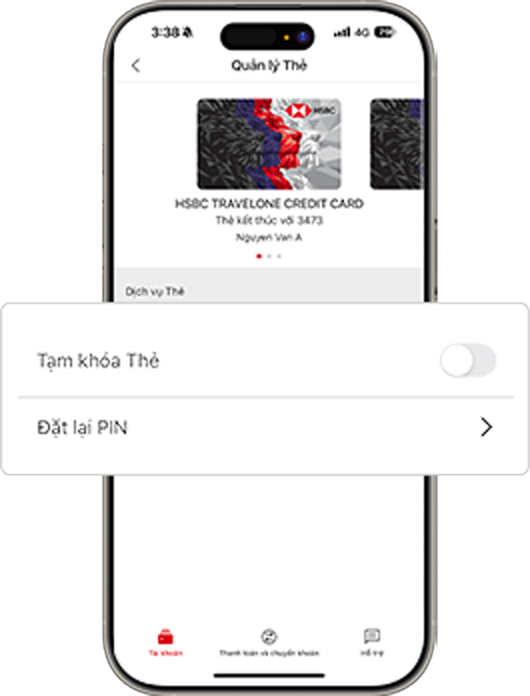 3:38 4G 79
Quản lý Thẻ
HSBC
HSBC TRAVELONE CREDIT CARD
Thẻ kết thúc với 3473
Nguyen Van A
Dịch vụ Thẻ
Tạm khóa Thẻ
Đặt lại PIN
Tài khoản Thanh toán và chuyển khoản Hỗ trợ